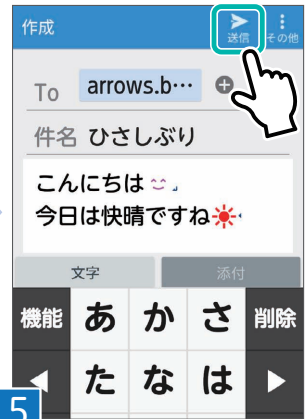 作成
送信 その他
To arrows.b…
件名 ひさしぶり
こんにちは
今日は快晴ですね
文字 添付
機能 あ か さ 削除
◀ た な は ▶
5